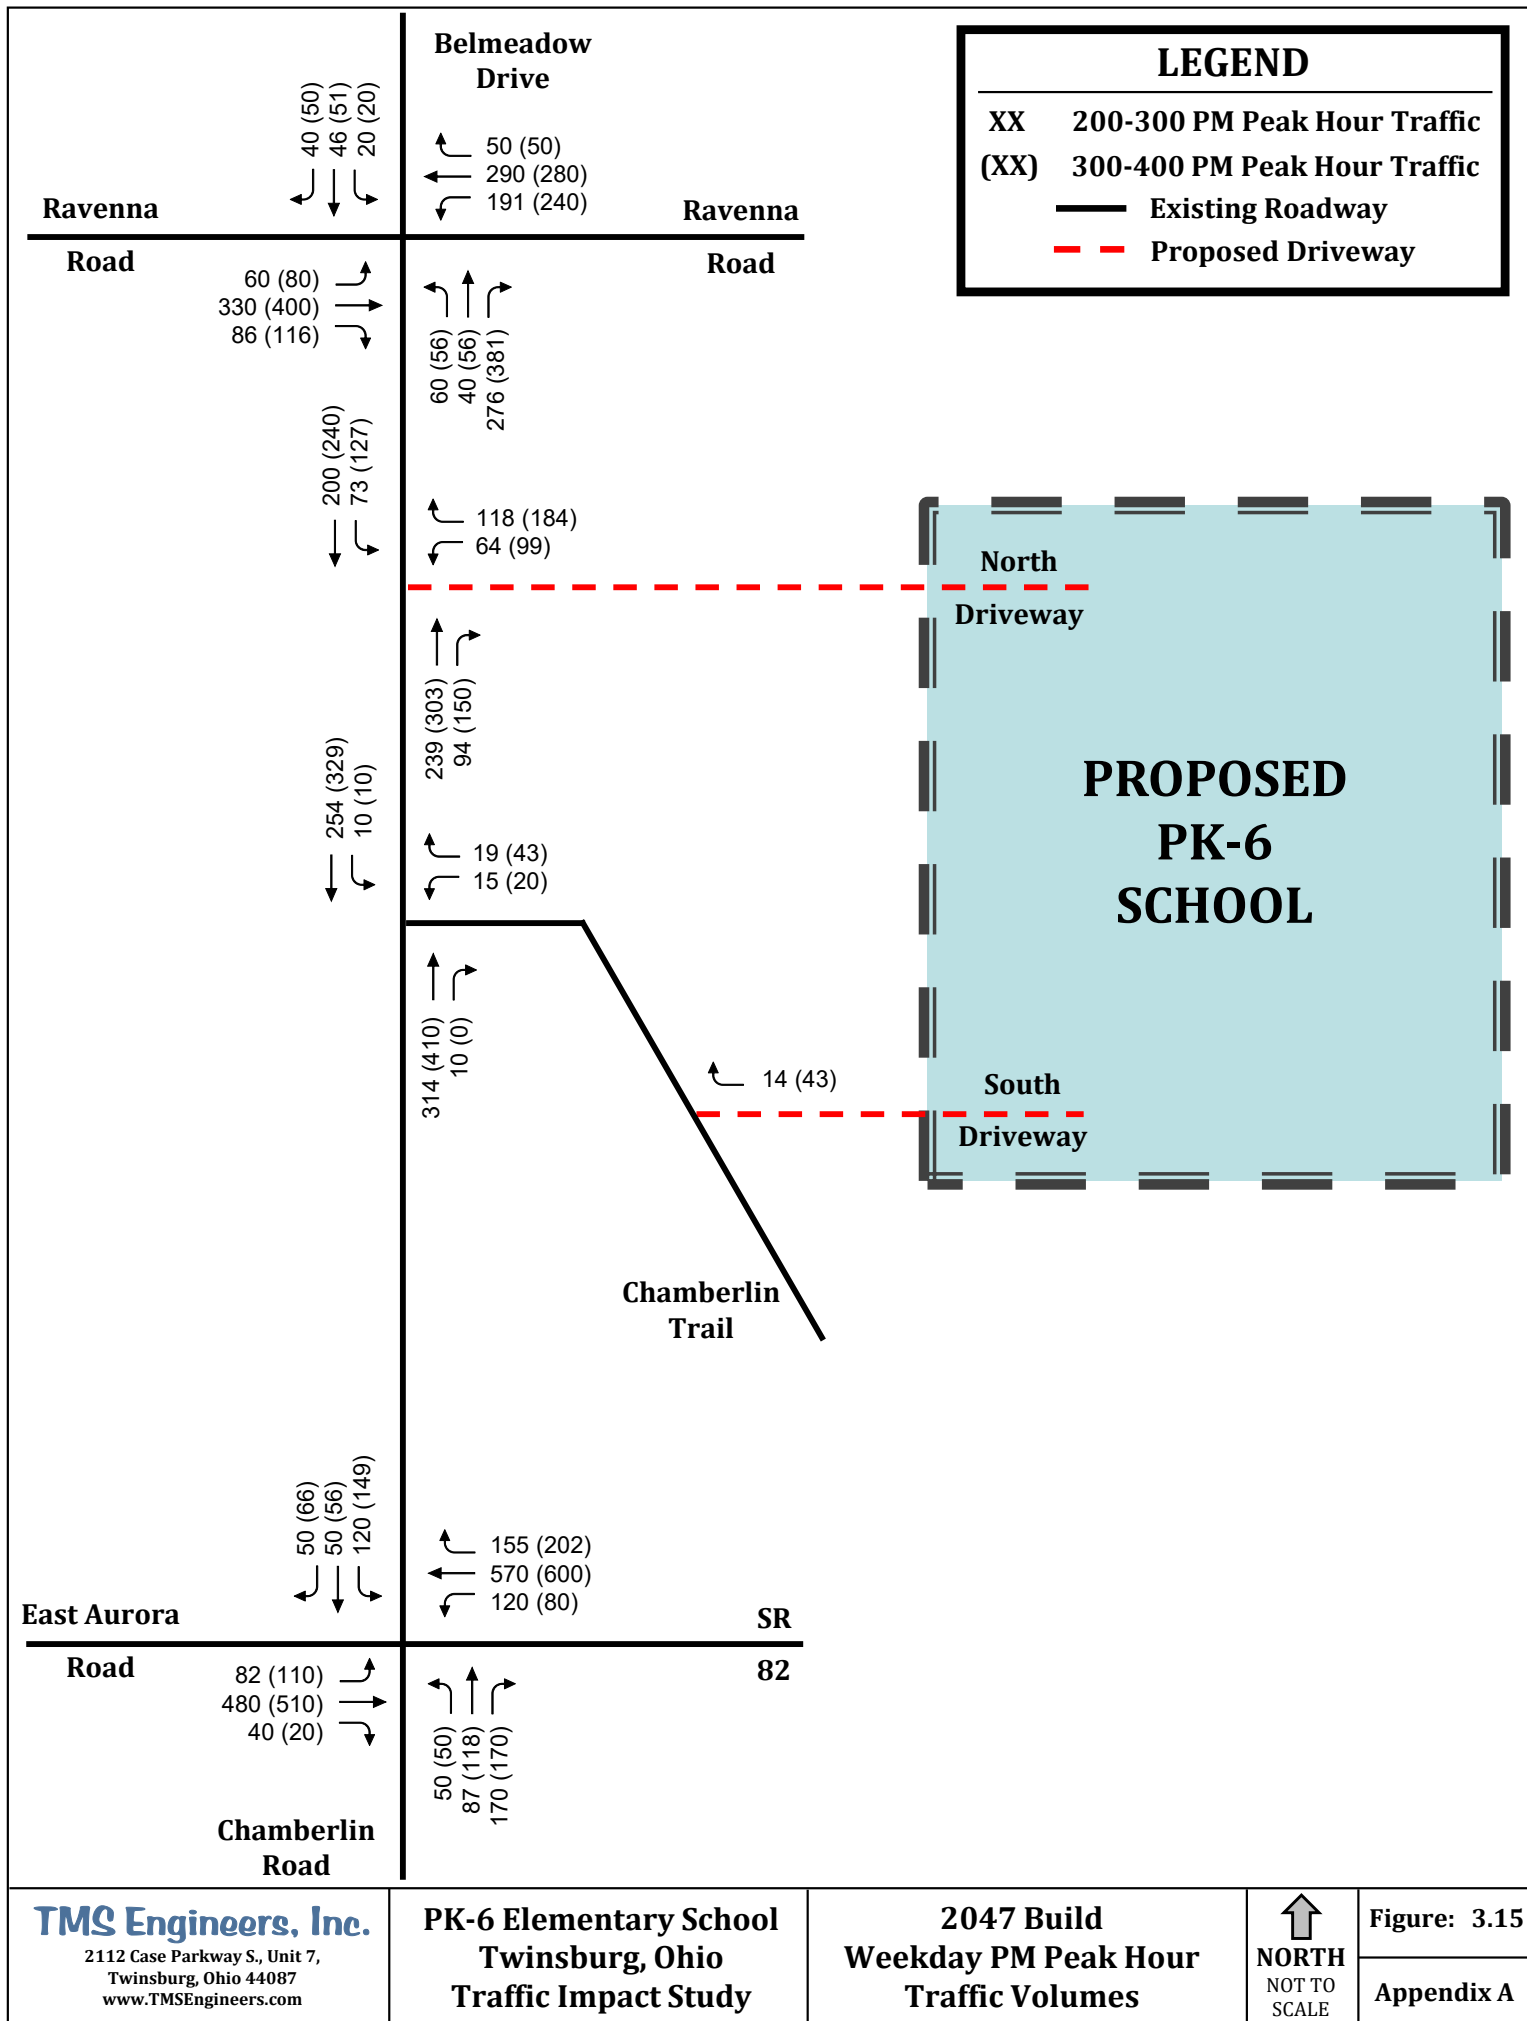 Belmeadow
Drive
LEGEND
XX 200-300 PM Peak Hour Traffic
(XX) 300-400 PM Peak Hour Traffic
Existing Roadway
Proposed Driveway
40 (50)
46 (51)
20 (20)
50 (50)
290 (280)
191 (240)
Ravenna
Road
Ravenna
Road
60 (80)
330 (400)
86 (116)
60 (56)
40 (56)
276 (381)
200 (240)
73 (127)
118 (184)
64 (99)
North
Driveway
239 (303)
94 (150)
254 (329)
10 (10)
19 (43)
15 (20)
PROPOSED
PK-6
SCHOOL
314 (410)
10 (0)
14 (43)
South
Driveway
Chamberlin
Trail
50 (66)
50 (56)
120 (149)
155 (202)
570 (600)
120 (80)
East Aurora
Road
SR
82
82 (110)
480 (510)
40 (20)
50 (50)
87 (118)
170 (170)
Chamberlin
Road
TMS Engineers, Inc.
2112 Case Parkway S., Unit 7,
Twinsburg, Ohio 44087
www.TMSEngineers.com
PK-6 Elementary School
Twinsburg, Ohio
Traffic Impact Study
2047 Build
Weekday PM Peak Hour
Traffic Volumes
NORTH
NOT TO
SCALE
Figure: 3.15
Appendix A